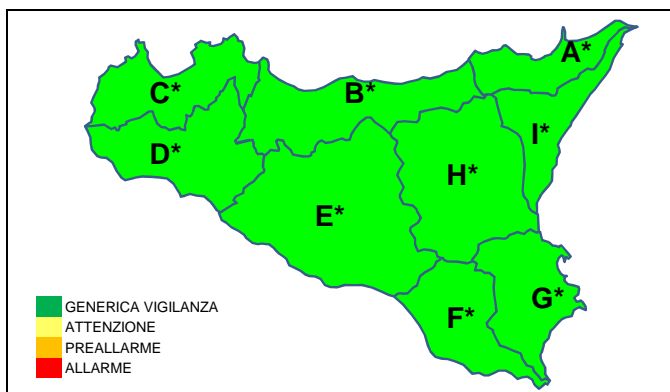 A*
C*
B*
I*
D*
H*
E*
G*
F*
GENERICA VIGILANZA
ATTENZIONE
PREALLARME
ALLARME